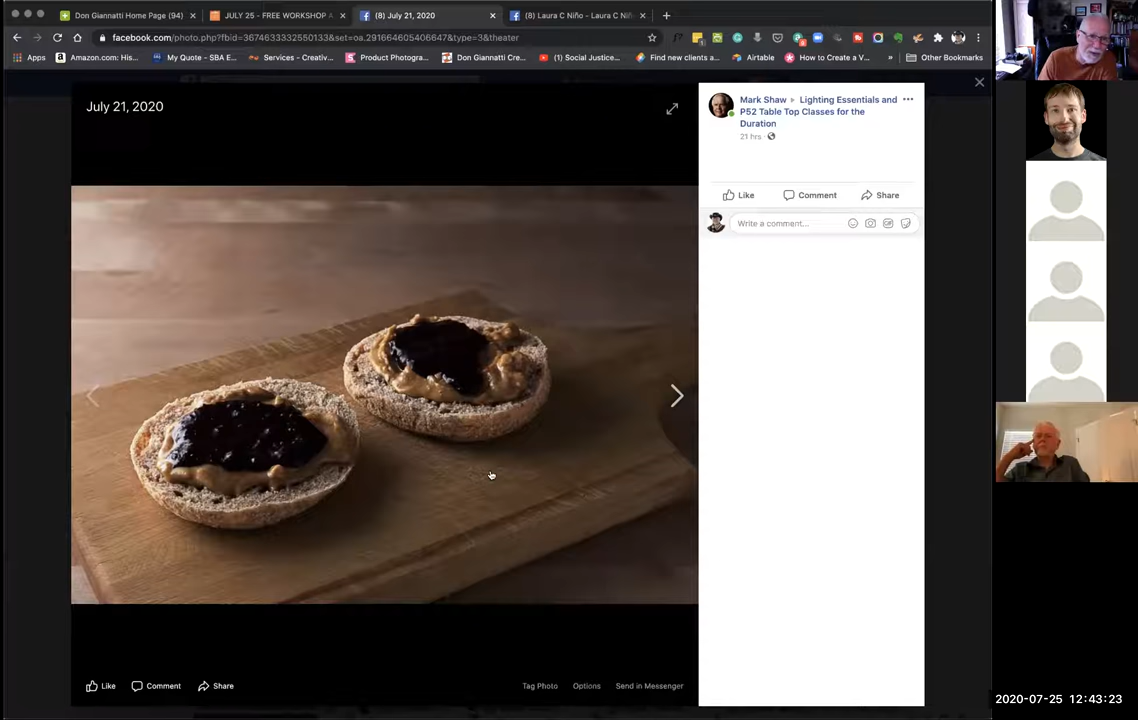 Don Giannatti Home Page (94)
JULY 25 - FREE WORKSHOP A
(8) July 21, 2020
(8) Laura C Niño - Laura C Niñ
facebook.com/photo.php?fbid=3674633332550133&set=oa.291664605406647&type=3&theater
Apps
Amazon.com: His...
My Quote - SBA E...
Services - Creativ...
Product Photogra...
Don Giannatti Cre...
(1) Social Justice...
Find new clients a...
Airtable
How to Create a V...
»
Other Bookmarks
July 21, 2020
Mark Shaw ▸ Lighting Essentials and
P52 Table Top Classes for the
Duration
21 hrs ·
Like
Comment
Share
Write a comment...
Like
Comment
Share
Tag Photo
Options
Send in Messenger
2020-07-25 12:43:23